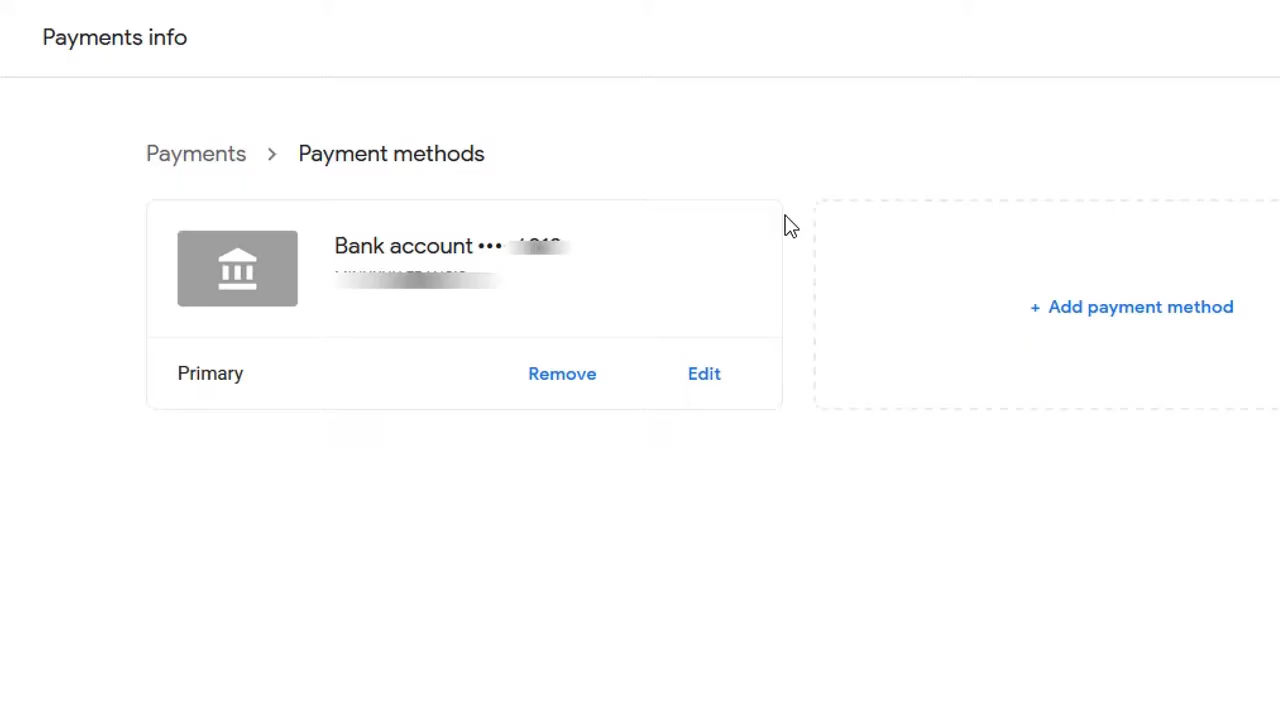 Payments info
Payments > Payment methods
Bank account •••
+ Add payment method
Primary
Remove
Edit